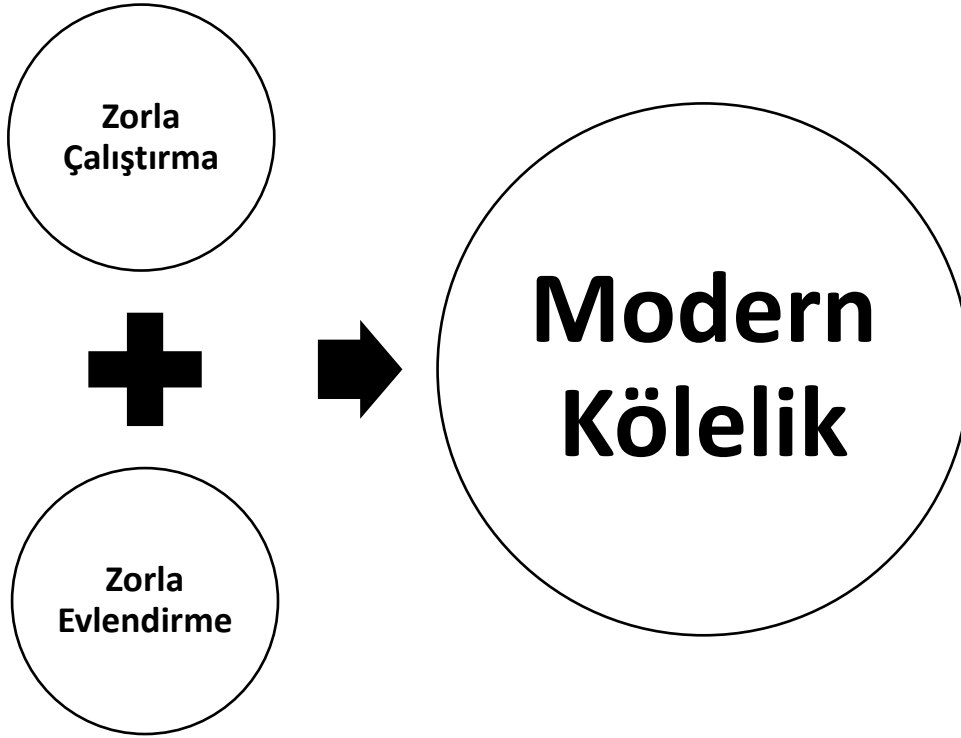 Zorla
Çalıştırma
Zorla
Evlendirme
Modern
Kölelik